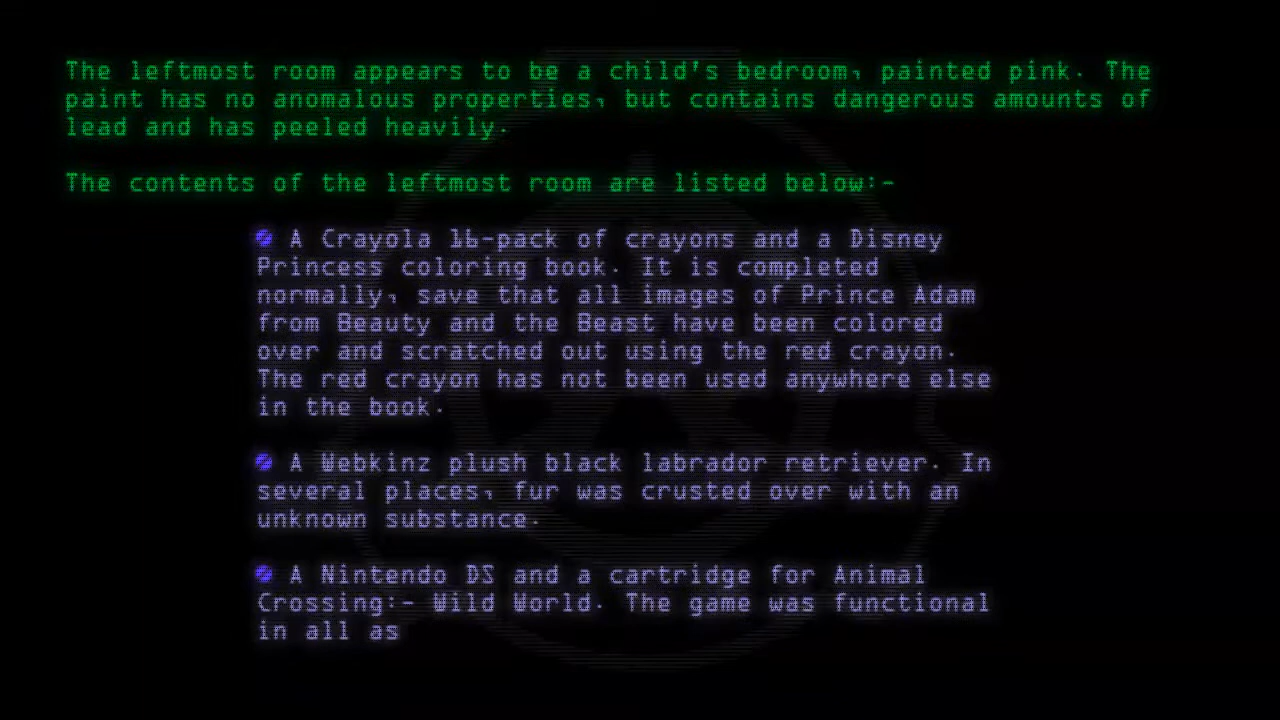 The leftmost room appears to be a child's bedroom, painted pink. The
paint has no anomalous properties, but contains dangerous amounts of
lead and has peeled heavily.
The contents of the leftmost room are listed below:-
A Crayola 16-pack of crayons and a Disney
Princess coloring book. It is completed
normally, save that all images of Prince Adam
from Beauty and the Beast have been colored
over and scratched out using the red crayon.
The red crayon has not been used anywhere else
in the book.
A Webkinz plush black labrador retriever. In
several places, fur was crusted over with an
unknown substance.
A Nintendo DS and a cartridge for Animal
Crossing:- Wild World. The game was functional
in all as